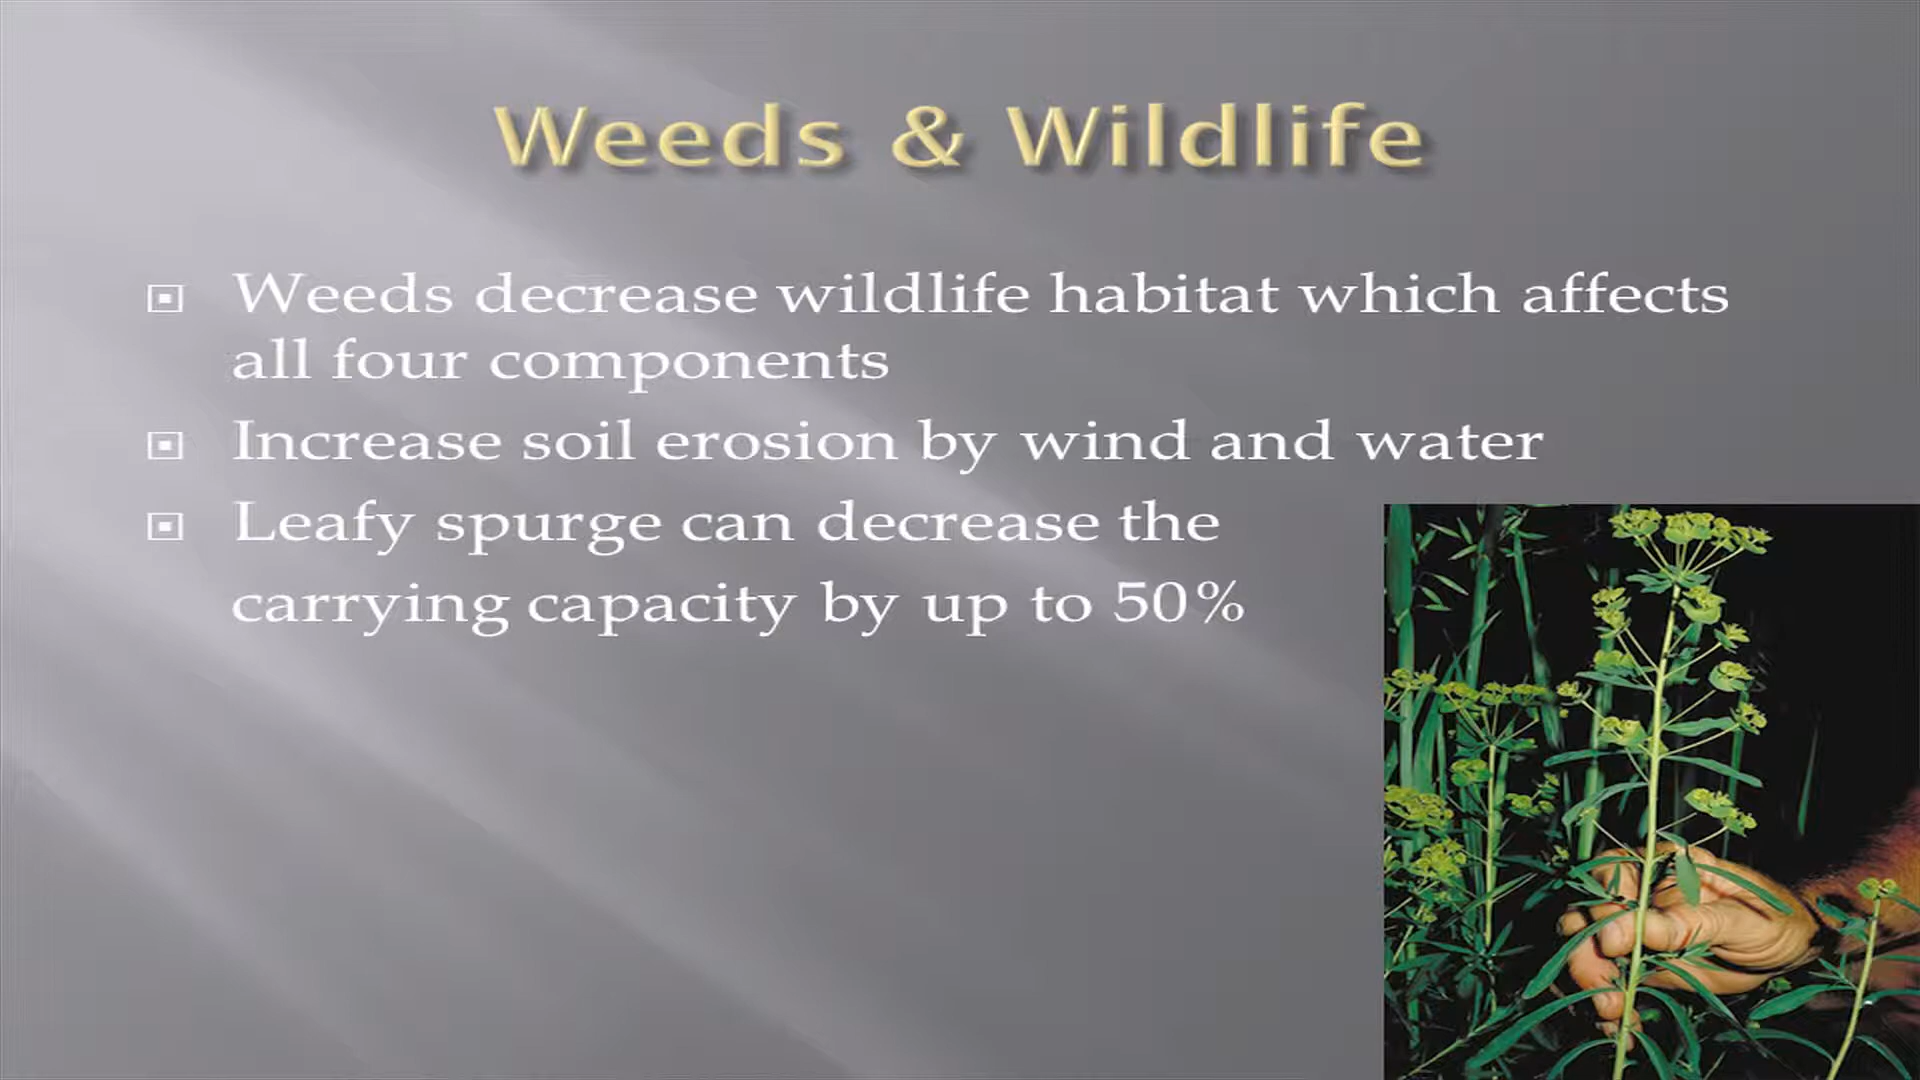 Weeds & Wildlife
Weeds decrease wildlife habitat which affects
all four components
Increase soil erosion by wind and water
Leafy spurge can decrease the
carrying capacity by up to 50%